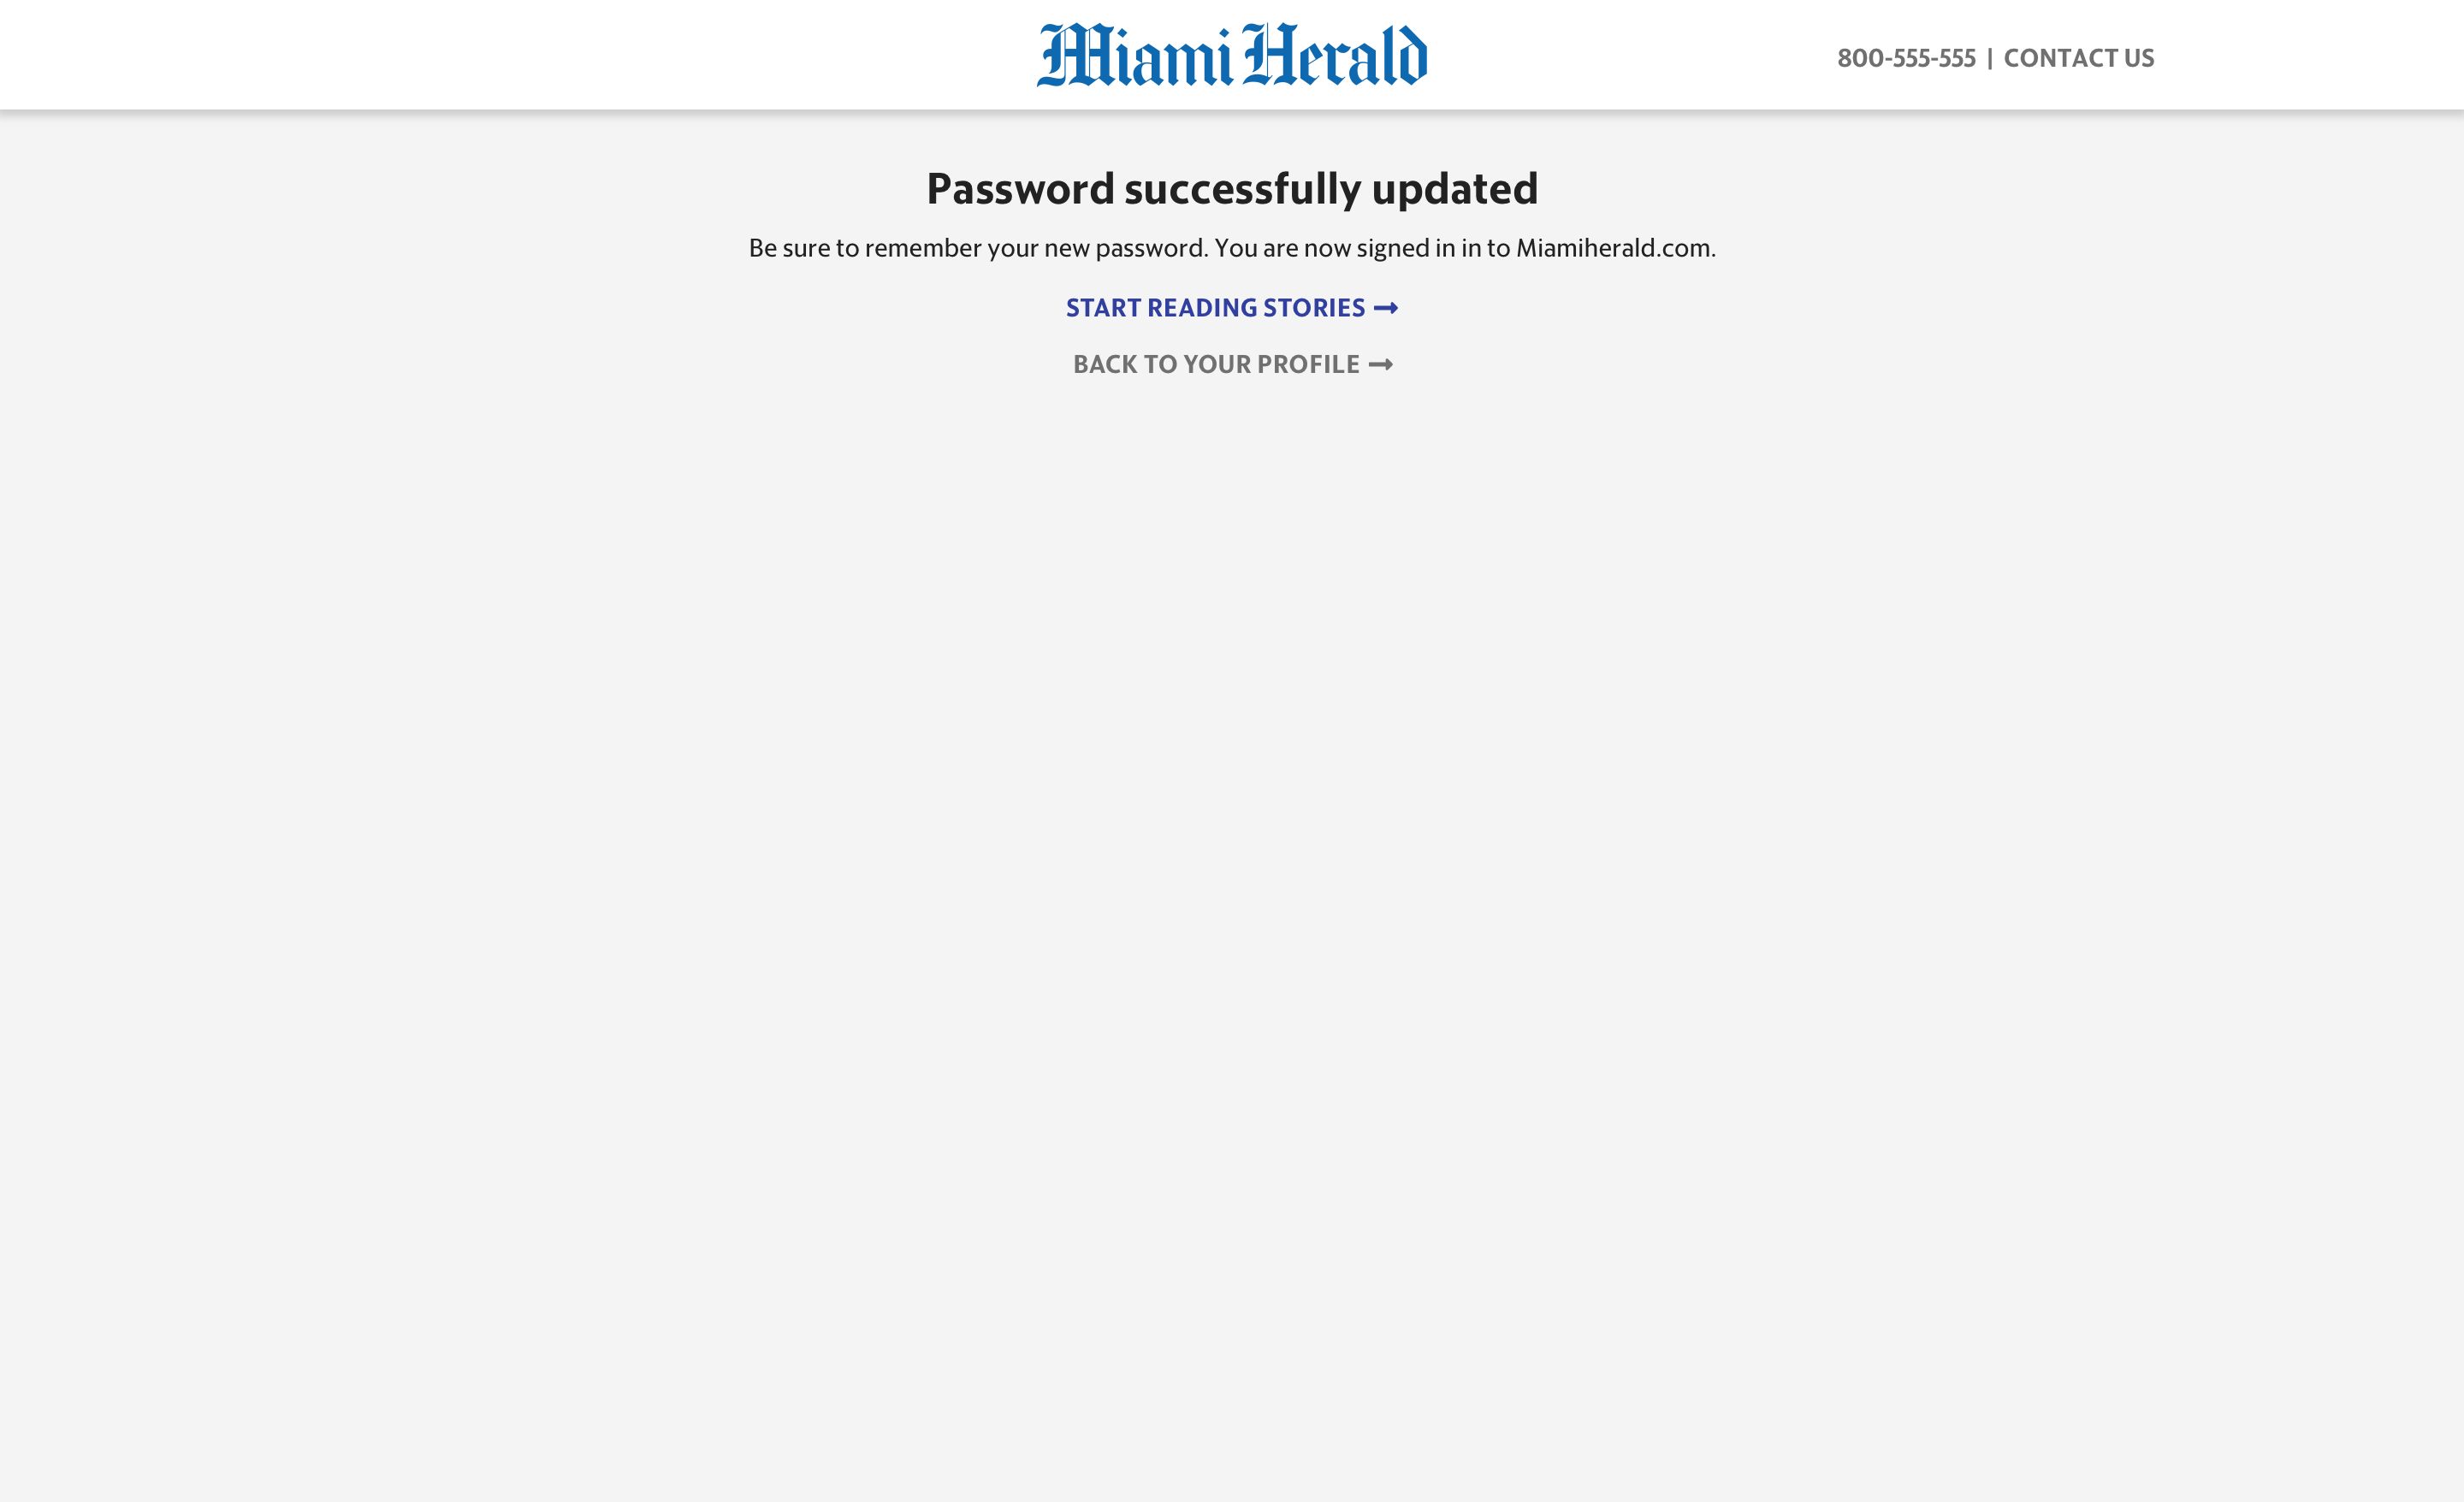 Miami Herald
800-555-555 | CONTACT US
Password successfully updated
Be sure to remember your new password. You are now signed in in to Miamiherald.com.
START READING STORIES
BACK TO YOUR PROFILE